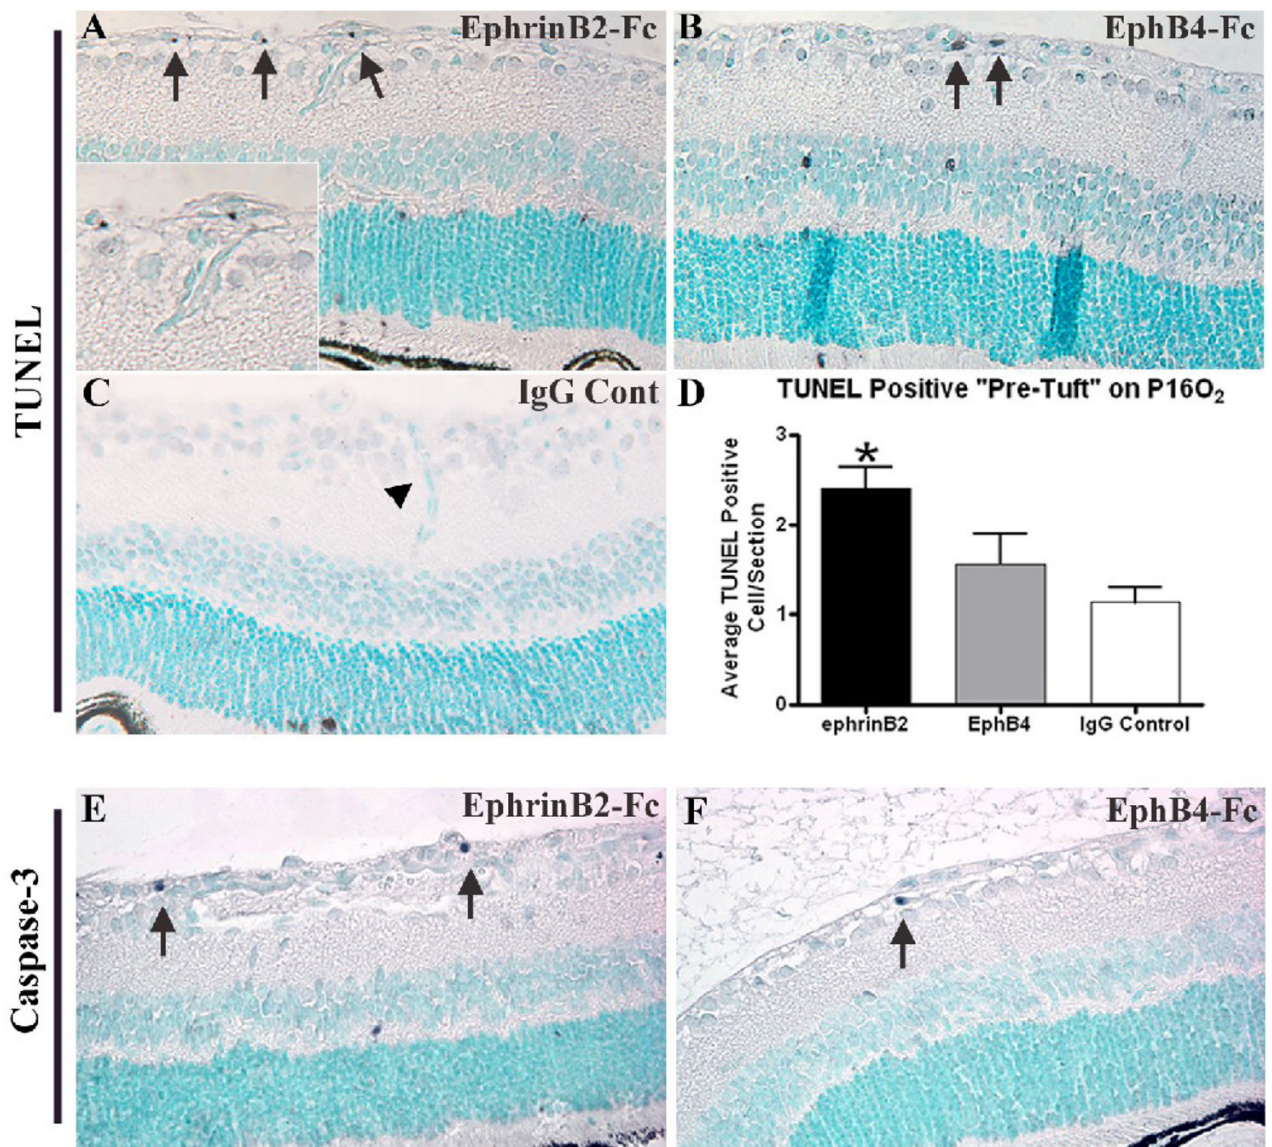 A
EphrinB2-Fc
B
EphB4-Fc
TUNEL
C
IgG Cont
D
TUNEL Positive "Pre-Tuft" on P16O₂
Average TUNEL Positive
Cell/Section
3
2
1
0
*
ephrinB2
EphB4
IgG Control
Caspase-3
E
EphrinB2-Fc
F
EphB4-Fc